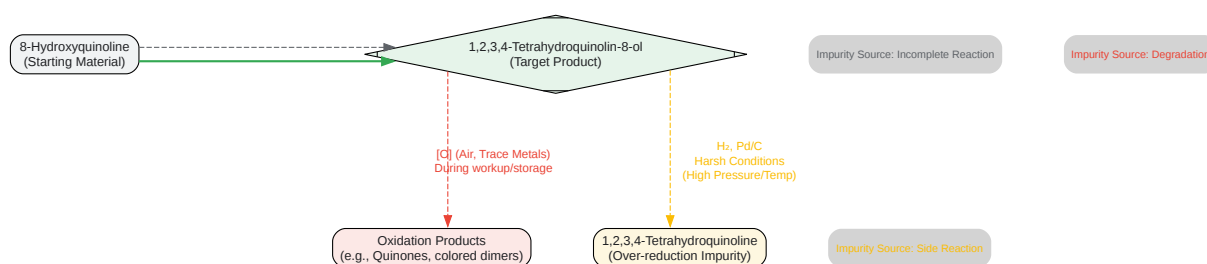 8-Hydroxyquinoline
(Starting Material)
1,2,3,4-Tetrahydroquinolin-8-ol
(Target Product)
Impurity Source: Incomplete Reaction
Impurity Source: Degradation
[O] (Air, Trace Metals)
During workup/storage
H₂, Pd/C
Harsh Conditions
(High Pressure/Temp)
Oxidation Products
(e.g., Quinones, colored dimers)
1,2,3,4-Tetrahydroquinoline
(Over-reduction Impurity)
Impurity Source: Side Reaction